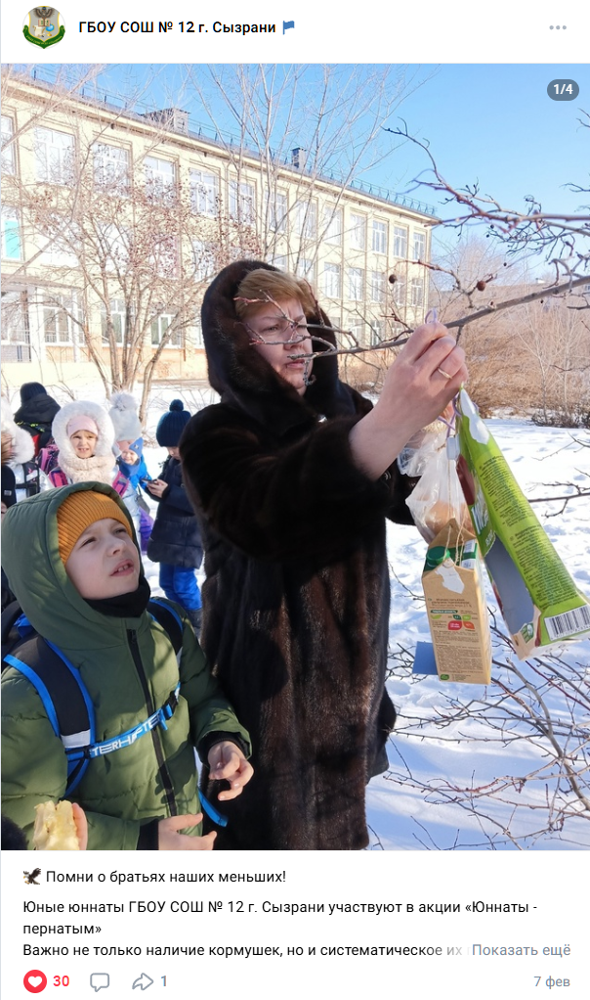 ГБОУ СОШ № 12 г. Сызрани
1/4
Помни о братьях наших меньших!
Юные юннаты ГБОУ СОШ № 12 г. Сызрани участвуют в акции «Юннаты -
пернатым»
Важно не только наличие кормушек, но и систематическое их Показать ещё
30
1
7 фев